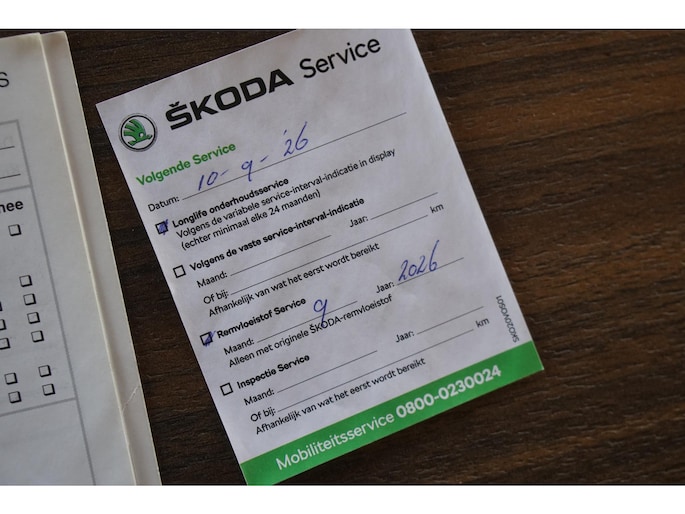 S
nee
ŠKODA Service
Volgende Service
Datum: 10-9-'26
Longlife onderhoudsservice
Volgens de variabele service-interval-indicatie in display
(echter minimaal elke 24 maanden)
Volgens de vaste service-interval-indicatie
Maand: Jaar:
Of bij: km
Afhankelijk van wat het eerst wordt bereikt
Remvloeistof Service
Maand: 9 Jaar: 2026
Alleen met originele ŠKODA-remvloeistof
Inspectie Service
Maand: Jaar:
Of bij: km
Afhankelijk van wat het eerst wordt bereikt
Mobiliteitsservice 0800-0230024